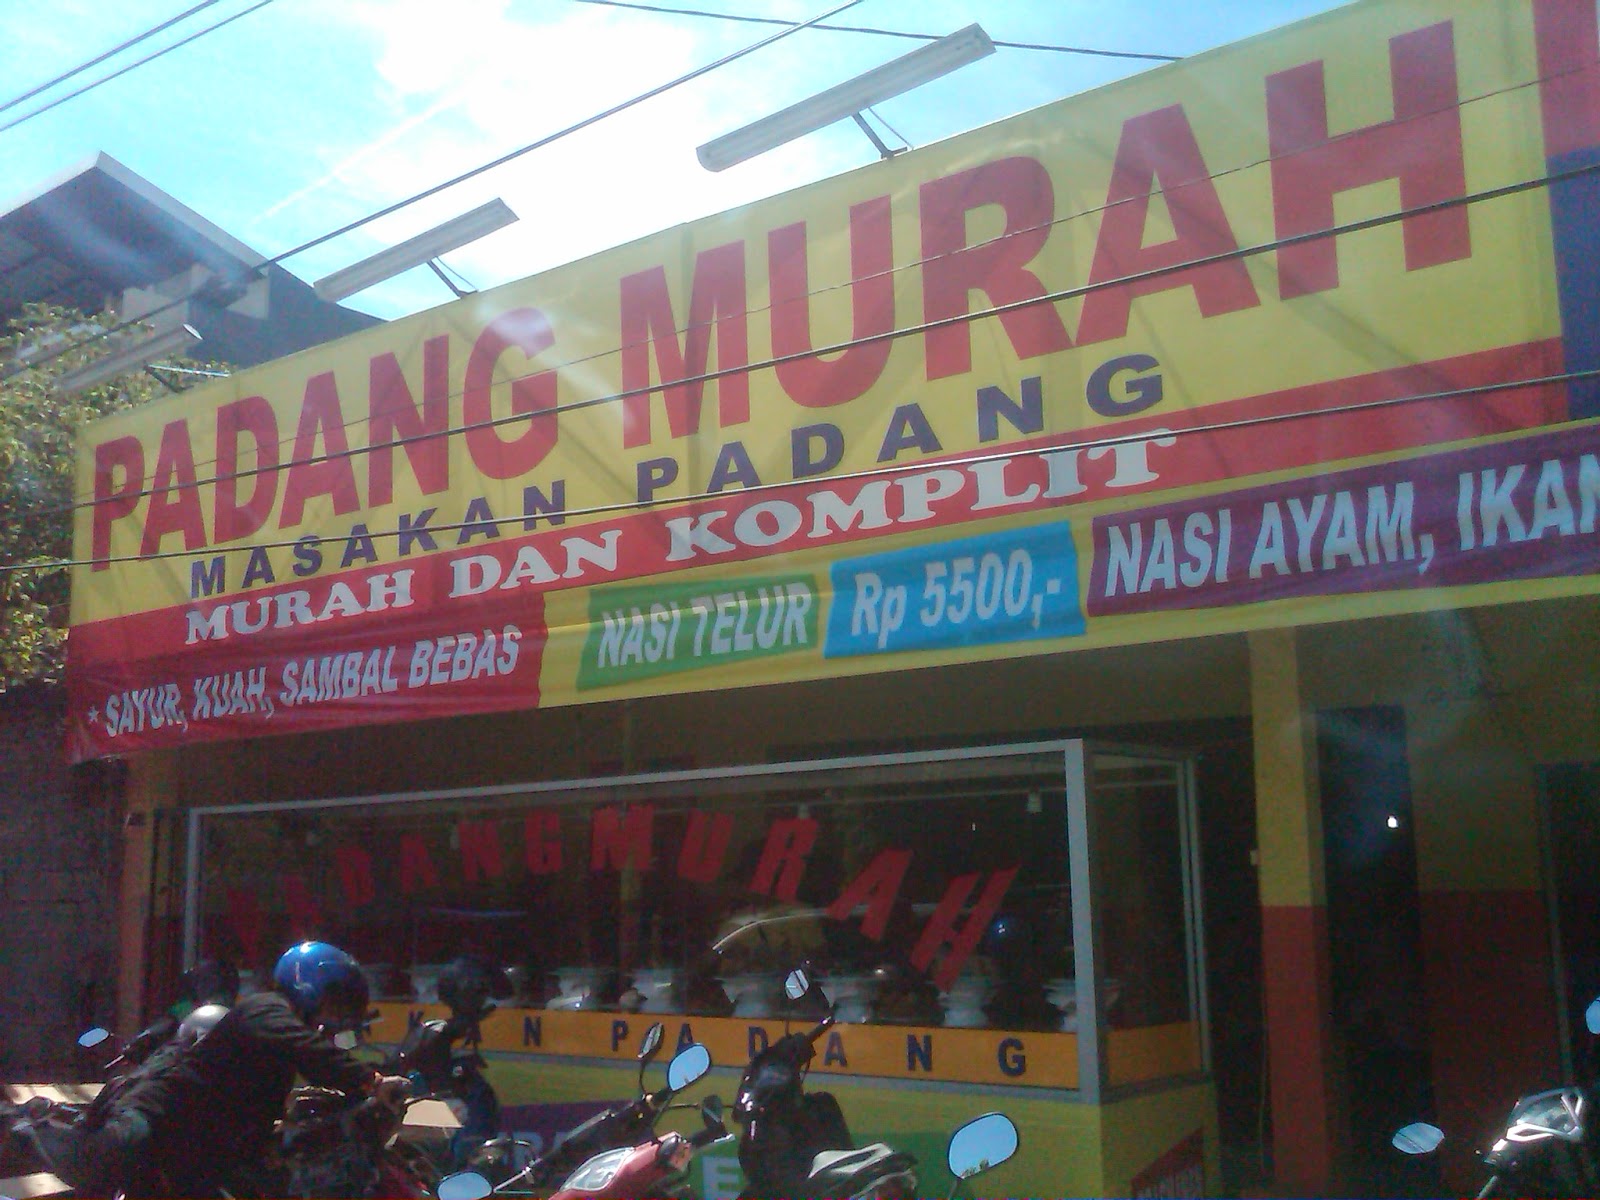 PADANG MURAH
MASAKAN PADANG
MURAH DAN KOMPLIT
* SAYUR, KUAH, SAMBAL BEBAS
NASI TELUR Rp 5500,- NASI AYAM, IKAN
PADANGMURAH
PADANG